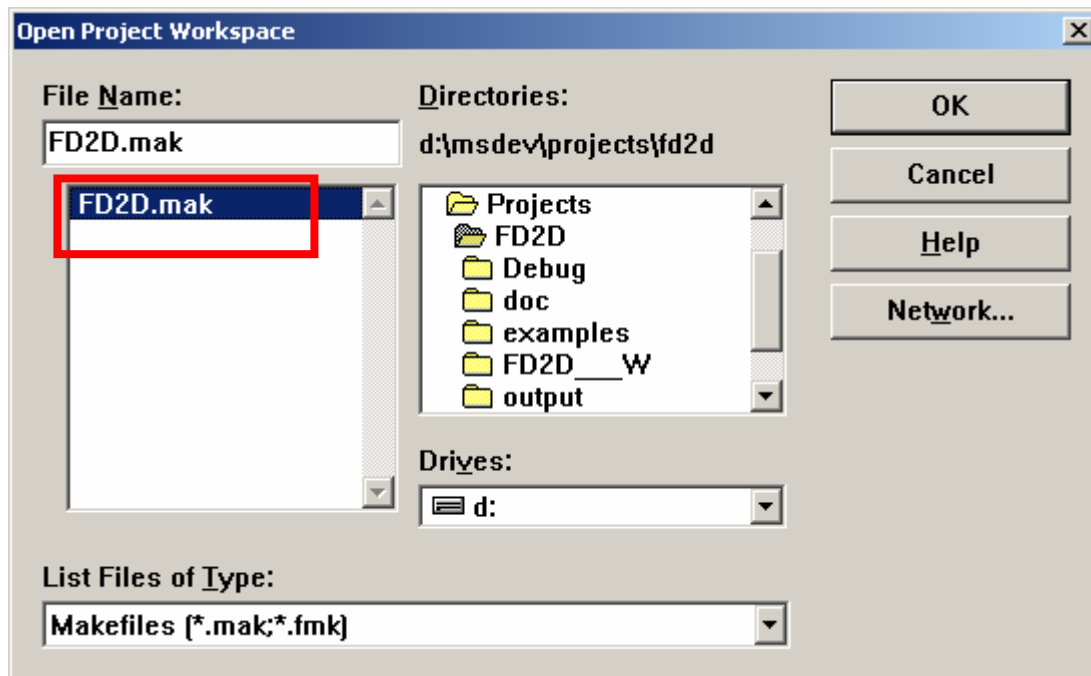 Open Project Workspace
File Name:
FD2D.mak
FD2D.mak
Directories:
d:\msdev\projects\fd2d
Projects
FD2D
Debug
doc
examples
FD2D___W
output
Drives:
d:
List Files of Type:
Makefiles (*.mak;*.fmk)
OK
Cancel
Help
Network...